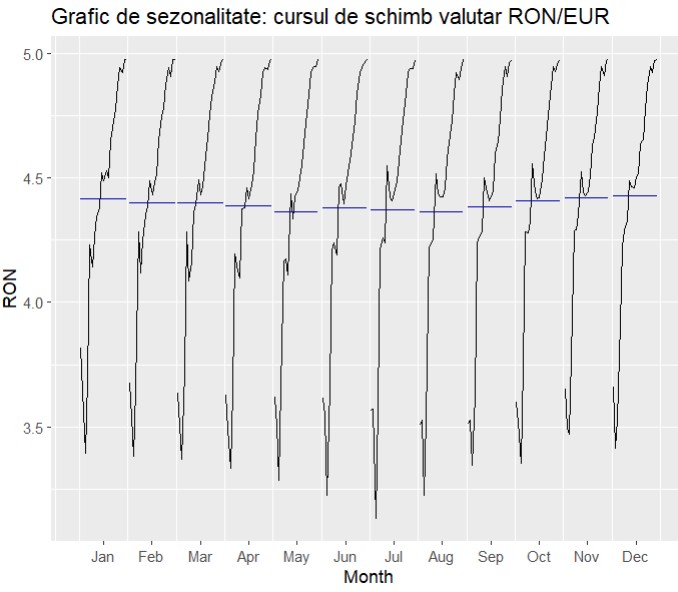 Grafic de sezonalitate: cursul de schimb valutar RON/EUR
5.0
4.5
4.0
3.5
RON
Jan Feb Mar Apr May Jun Jul Aug Sep Oct Nov Dec
Month